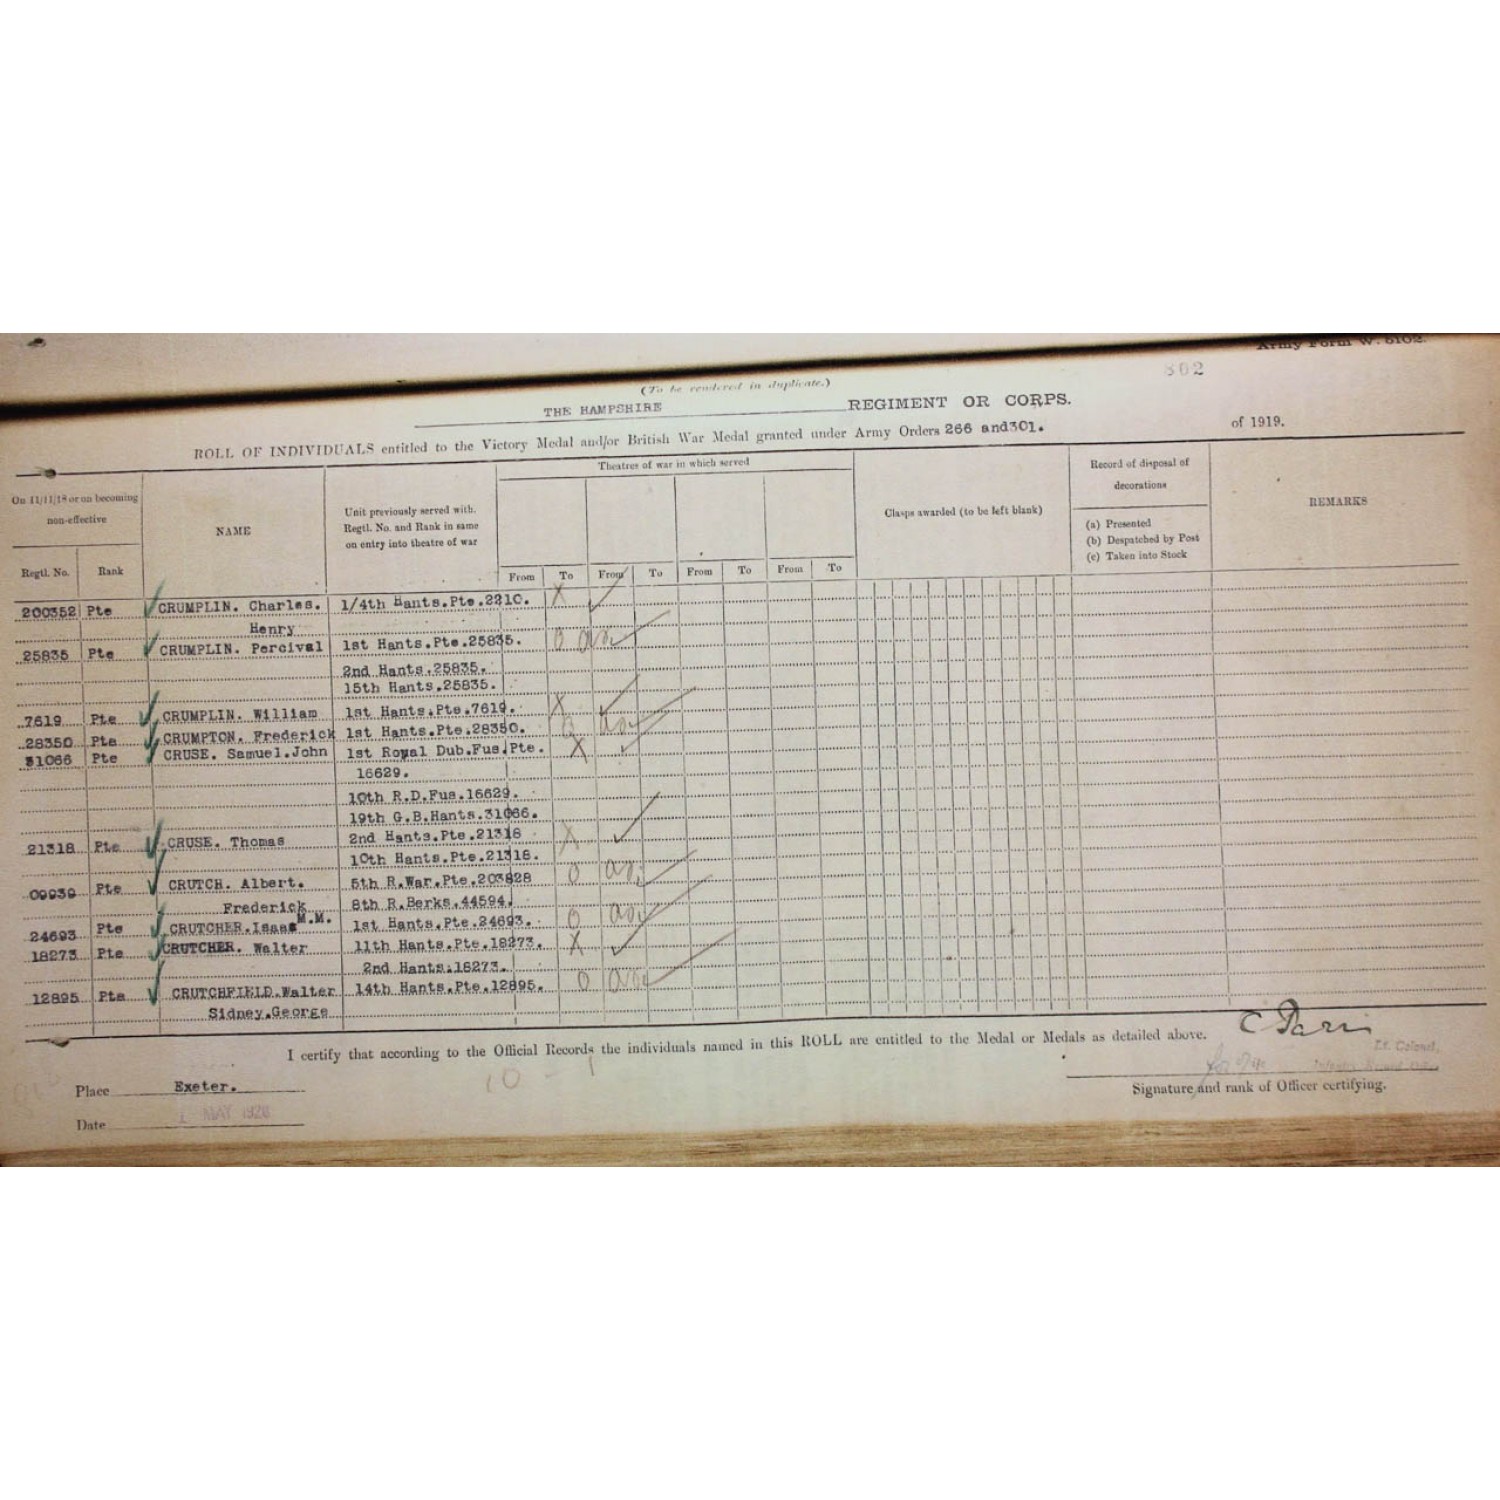 Army Form W. 5102.
302
(To be rendered in duplicate.)
THE HAMPSHIRE REGIMENT OR CORPS.
ROLL OF INDIVIDUALS entitled to the Victory Medal and/or British War Medal granted under Army Orders 266 and301. of 1919.
On 11/11/18 or on becoming non-effective
Regtl. No. Rank
NAME
Unit previously served with.
Regtl. No. and Rank in same
on entry into theatre of war
Theatres of war in which served
From To From To From To From To
Clasps awarded (to be left blank)
Record of disposal of
decorations
(a) Presented
(b) Despatched by Post
(c) Taken into Stock
REMARKS
200352 Pte CRUMPLIN. Charles. 1/4th Hants.Pte.2210. X
Henry
25835 Pte CRUMPLIN. Percival 1st Hants.Pte.25835. O
2nd Hants.25835.
15th Hants.25835.
7619 Pte CRUMPLIN. William 1st Hants.Pte.7619. X
28350 Pte CRUMPTON. Frederick 1st Hants.Pte.28350. O
31066 Pte CRUSE. Samuel.John 1st Royal Dub.Fus.Pte. X
16629.
10th R.D.Fus.16629.
19th G.B.Hants.31066.
21318 Pte CRUSE. Thomas 2nd Hants.Pte.21318 X
10th Hants.Pte.21318.
09939 Pte CRUTCH. Albert. 5th R.War.Pte.203828 O
Frederick 8th R.Berks.44594.
24693 Pte CRUTCHER.Isaac M.M. 1st Hants.Pte.24693. O
18273 Pte CRUTCHER. Walter 11th Hants.Pte.18273. X
2nd Hants.18273.
12895 Pte CRUTCHFIELD.Walter 14th Hants.Pte.12895. O
Sidney.George
I certify that according to the Official Records the individuals named in this ROLL are entitled to the Medal or Medals as detailed above.
Lt. Colonel,
10 - 1
Place Exeter.
Signature and rank of Officer certifying.
Date 1 MAY 1920